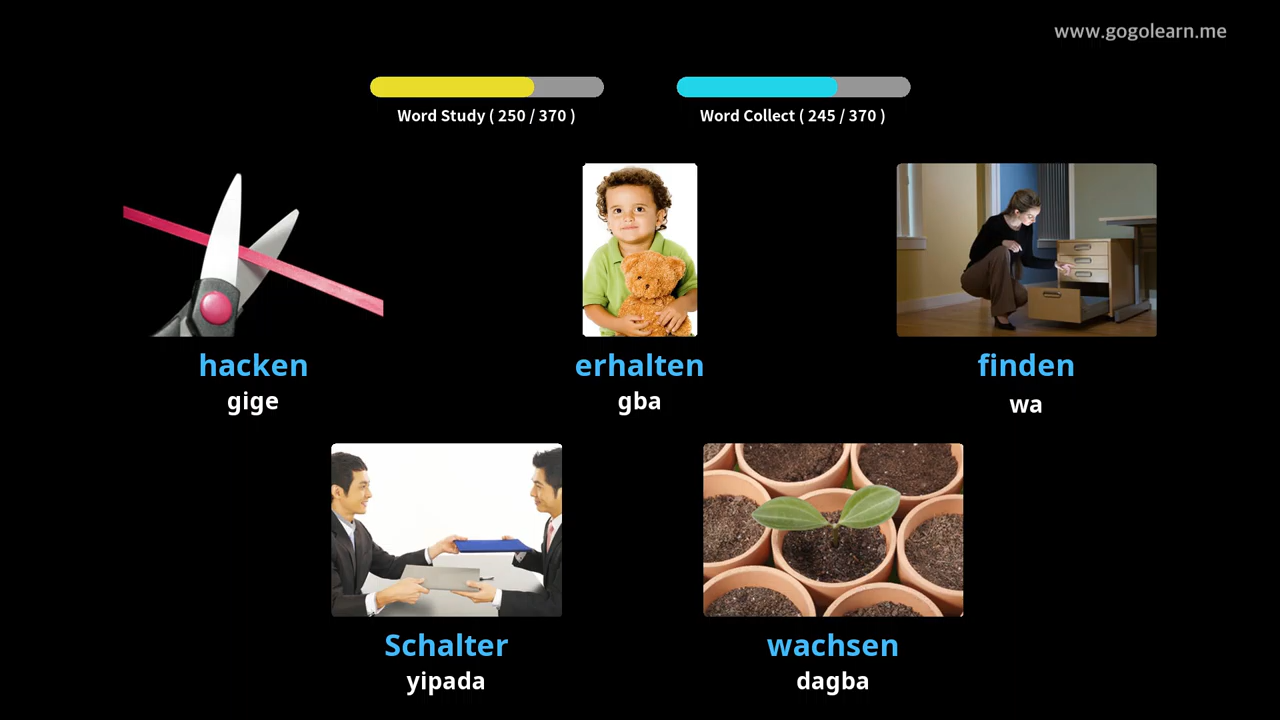 www.gogolearn.me
Word Study ( 250 / 370 )
Word Collect ( 245 / 370 )
hacken
gige
erhalten
gba
finden
wa
Schalter
yipada
wachsen
dagba